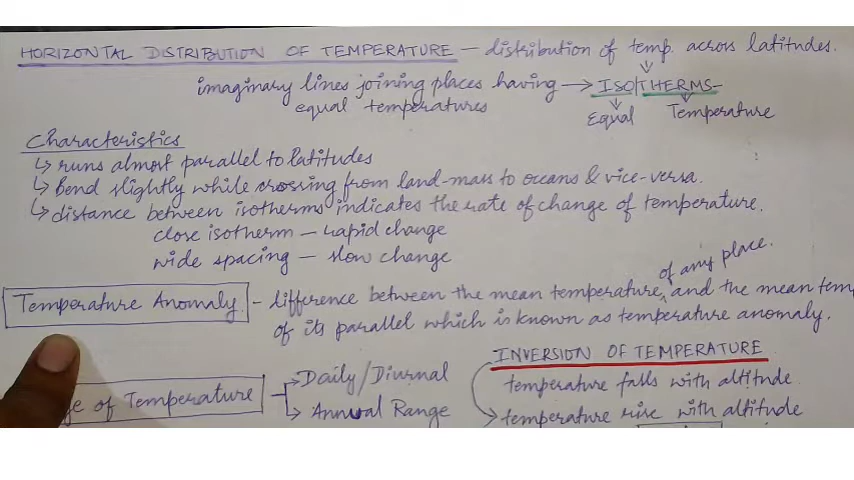 HORIZONTAL DISTRIBUTION OF TEMPERATURE — distribution of temp. across latitudes.
imaginary lines joining places having → ISO|THERMS-
equal temperatures
Equal Temperature
Characteristics
↳ runs almost parallel to latitudes
↳ bend slightly while crossing from land-mass to oceans & vice-versa.
↳ distance between isotherms indicates the rate of change of temperature.
close isotherm — rapid change
wide spacing — slow change
of any place.
Temperature Anomaly - difference between the mean temperature, and the mean tem
of its parallel which is known as temperature anomaly.
INVERSION OF TEMPERATURE
Daily/Diurnal
temperature falls with altitude
ge of Temperature
Annual Range
temperature rise with altitude